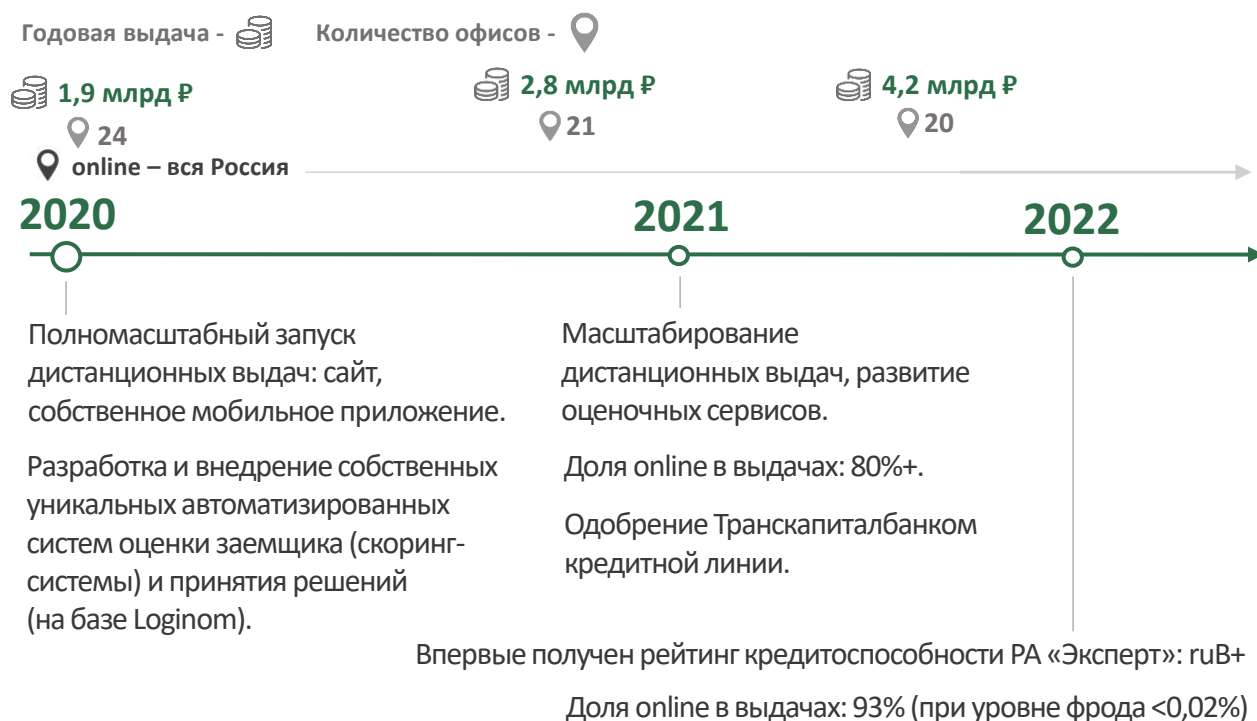 Годовая выдача -
Количество офисов -
1,9 млрд ₽
2,8 млрд ₽
4,2 млрд ₽
24
21
20
online – вся Россия
2020
2021
2022
Полномасштабный запуск
дистанционных выдач: сайт,
собственное мобильное приложение.
Разработка и внедрение собственных
уникальных автоматизированных
систем оценки заемщика (скоринг-
системы) и принятия решений
(на базе Loginom).
Масштабирование
дистанционных выдач, развитие
оценочных сервисов.
Доля online в выдачах: 80%+.
Одобрение Транскапиталбанком
кредитной линии.
Впервые получен рейтинг кредитоспособности РА «Эксперт»: ruB+
Доля online в выдачах: 93% (при уровне фрода <0,02%)